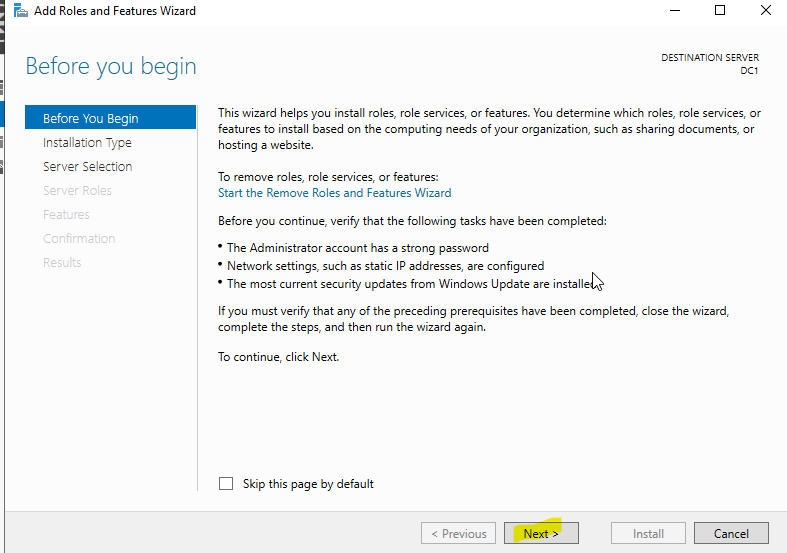 Add Roles and Features Wizard
Before you begin
DESTINATION SERVER
DC1
Before You Begin
Installation Type
Server Selection
Server Roles
Features
Confirmation
Results
This wizard helps you install roles, role services, or features. You determine which roles, role services, or
features to install based on the computing needs of your organization, such as sharing documents, or
hosting a website.
To remove roles, role services, or features:
Start the Remove Roles and Features Wizard
Before you continue, verify that the following tasks have been completed:
• The Administrator account has a strong password
• Network settings, such as static IP addresses, are configured
• The most current security updates from Windows Update are installed
If you must verify that any of the preceding prerequisites have been completed, close the wizard,
complete the steps, and then run the wizard again.
To continue, click Next.
Skip this page by default
< Previous
Next >
Install
Cancel